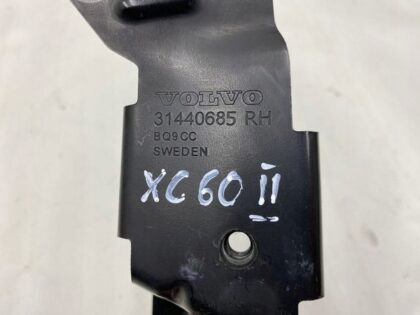 VOLVO
31440685 RH
BQ9CC
SWEDEN
XC60 II